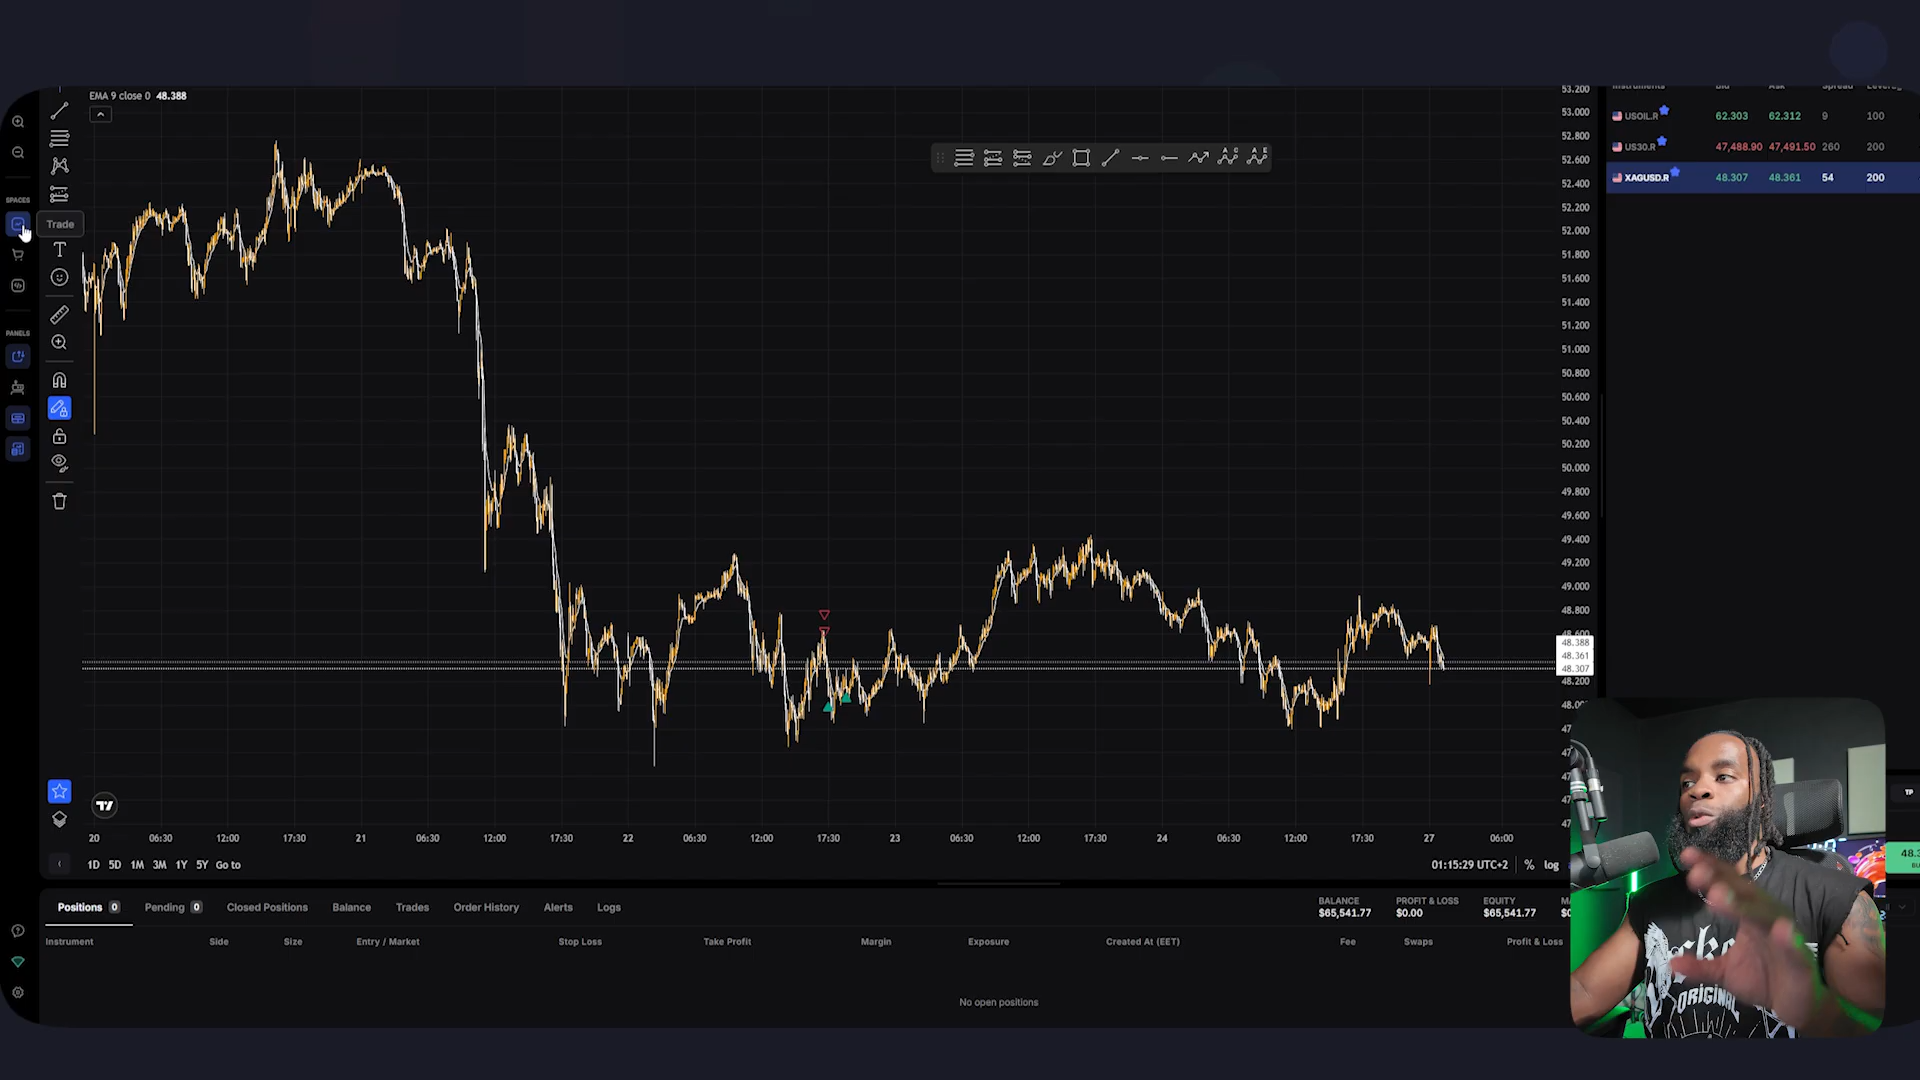 EMA 9 close 0 48.388
SPACES
Trade
PANELS
53.200
53.000
52.800
52.600
52.400
52.200
52.000
51.800
51.600
51.400
51.200
51.000
50.800
50.600
50.400
50.200
50.000
49.800
49.600
49.400
49.200
49.000
48.800
48.388
48.361
48.307
48.200
Instruments Bid Ask Spread
USOIL.R 62.303 62.312 9 100
US30.R 47,488.90 47,491.50 260 200
XAGUSD.R 48.307 48.361 54 200
20 06:30 12:00 17:30 21 06:30 12:00 17:30 22 06:30 12:00 17:30 23 06:30 12:00 17:30 24 06:30 12:00 17:30 27 06:00
1D 5D 1M 3M 1Y 5Y Go to
01:15:29 UTC+2 % log
TP
Positions 0 Pending 0 Closed Positions Balance Trades Order History Alerts Logs
BALANCE PROFIT & LOSS EQUITY
$65,541.77 $0.00 $65,541.77
Instrument Side Size Entry / Market Stop Loss Take Profit Margin Exposure Created At (EET) Fee Swaps Profit & Loss
No open positions
ORIGINAL